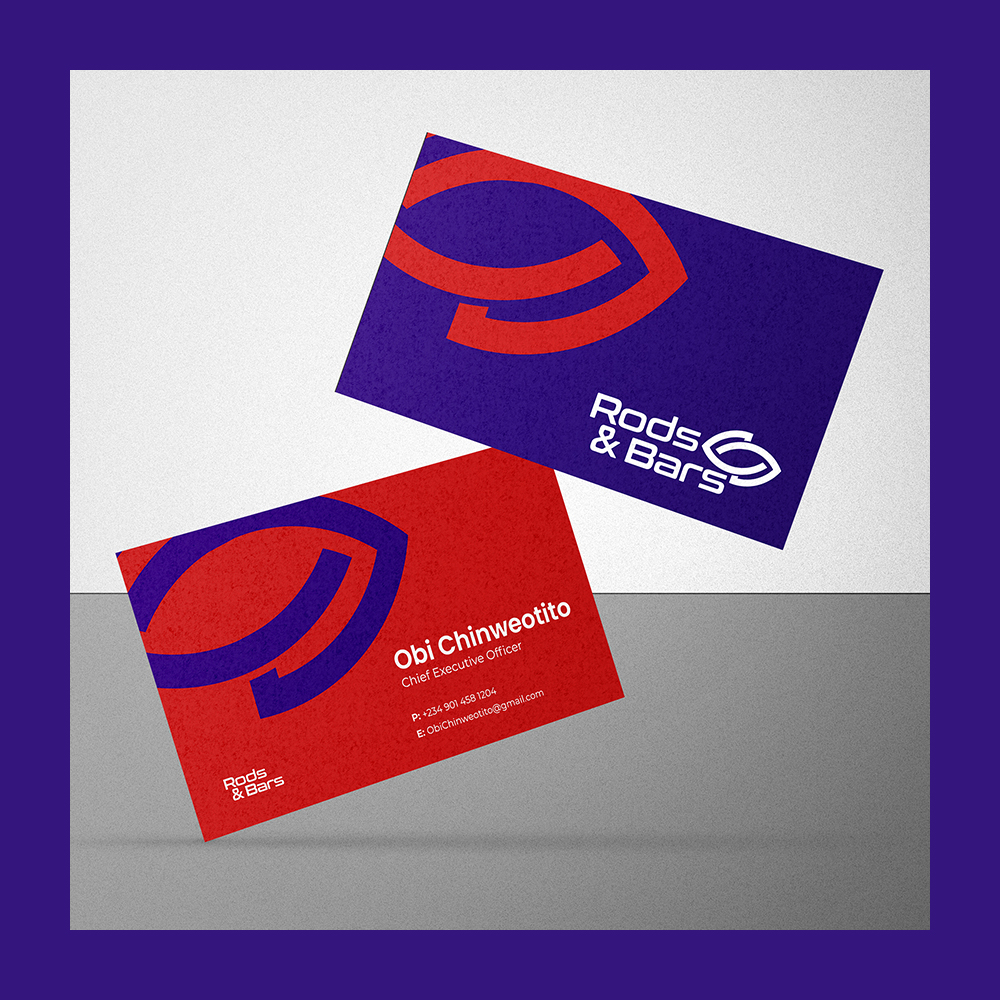 Rods
& Bars
Obi Chinweotito
Chief Executive Officer
P: +234 901 458 1204
E: ObiChinweotito@gmail.com
Rods
& Bars